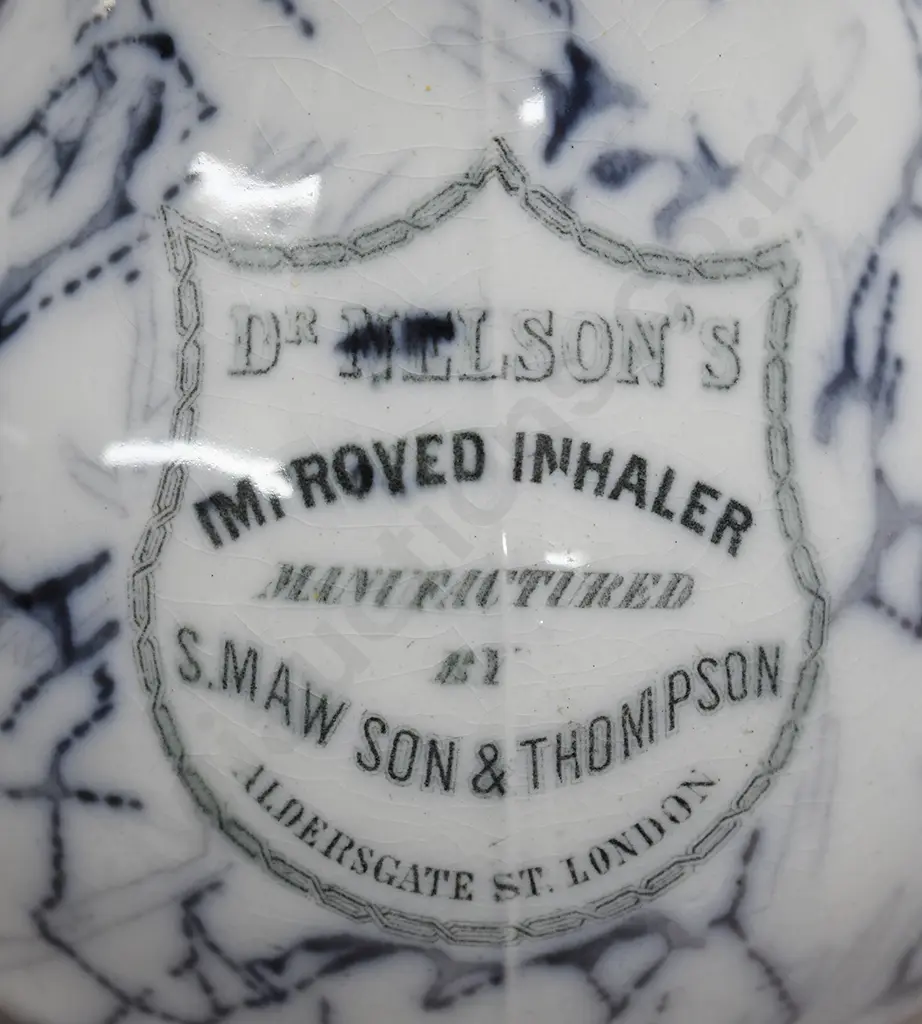 DR NELSON'S
IMPROVED INHALER
MANUFACTURED
BY
S. MAW SON & THOMPSON
ALDERSGATE ST. LONDON